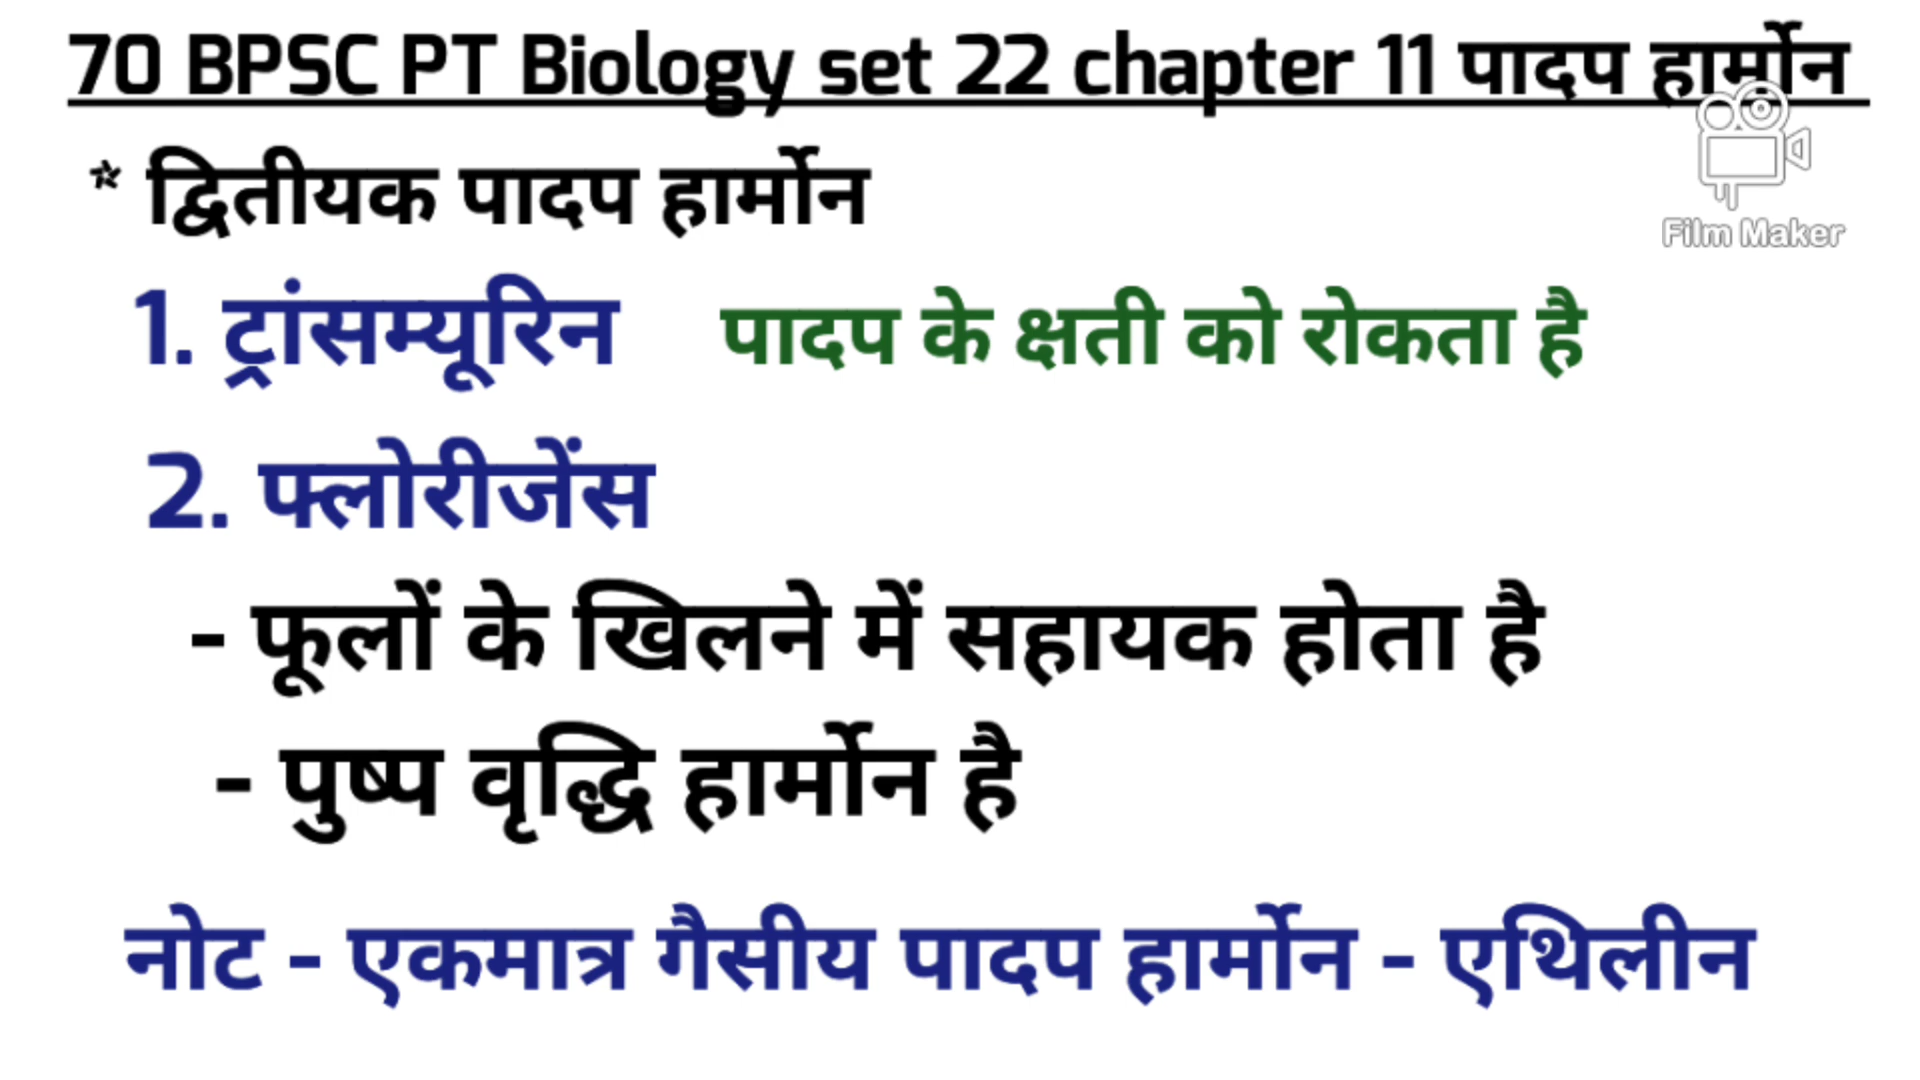 70 BPSC PT Biology set 22 chapter 11 पादप हार्मोन
Film Maker
* द्वितीयक पादप हार्मोन
1. ट्रांसम्यूरिन पादप के क्षती को रोकता है
2. फ्लोरीजेंस
- फूलों के खिलने में सहायक होता है
- पुष्प वृद्धि हार्मोन है
नोट - एकमात्र गैसीय पादप हार्मोन - एथिलीन